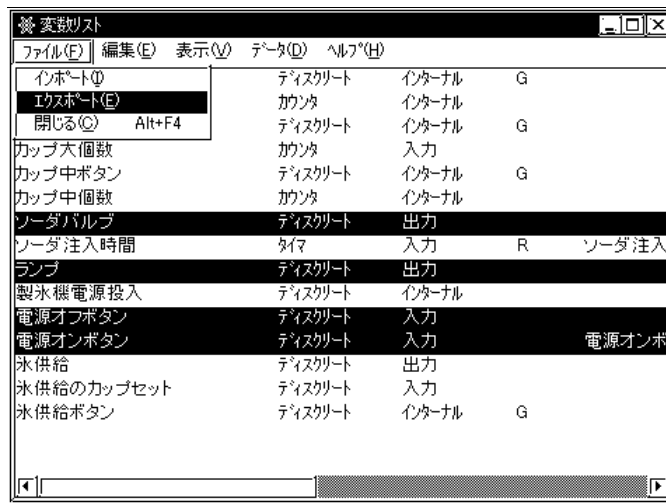 変数リスト
ファイル(F) 編集(E) 表示(V) データ(D) ヘルプ(H)
インポート(I) ディスクリート インターナル G
エクスポート(E) カウンタ インターナル
閉じる(C) Alt+F4 ディスクリート インターナル G
カップ大個数 カウンタ 入力
カップ中ボタン ディスクリート インターナル G
カップ中個数 カウンタ インターナル
ソーダバルブ ディスクリート 出力
ソーダ注入時間 タイマ 入力 R ソーダ注入
ランプ ディスクリート 出力
製氷機電源投入 ディスクリート インターナル
電源オフボタン ディスクリート 入力
電源オンボタン ディスクリート 入力 電源オンボ
氷供給 ディスクリート 出力
氷供給のカップセット ディスクリート 入力
氷供給ボタン ディスクリート インターナル G